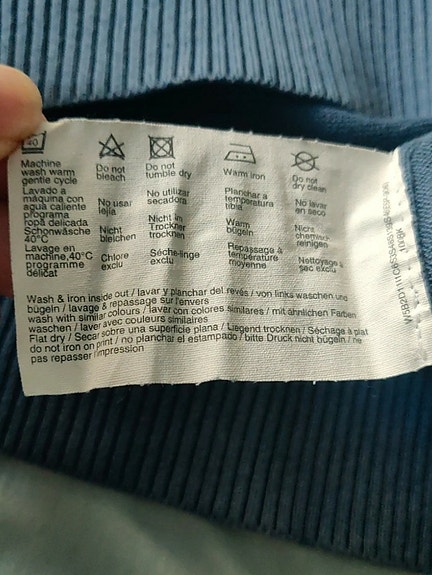 40
Machine
wash warm
gentle cycle
Lavado a
máquina con
agua caliente
programa
ropa delicada
Schonwäsche
40°C
Lavage en
machine,40°C
programme
délicat
Do not
bleach
No usar
lejia
Nicht
bleichen
Chlore
exclu
Do not
tumble dry
No utilizar
secadora
Nicht in
Trockner
trocknen
Sèche-linge
exclu
Warm iron
Planchar a
temperatura
tibia
Warm
bügeln
Repassage à
température
moyenne
Do not
dry clean
No lavar
en seco
Nicht
chemisch
reinigen
Nettoyage à
sec exclu
Wash & iron inside out / lavar y planchar del revés / von links waschen und
bügeln / lavage & repassage sur l'envers
wash with similar colours / lavar con colores similares / mit ähnlichen Farben
waschen / laver avec couleurs similaires
Flat dry / Secar sobre una superficie plana / Liegend trocknen / Séchage à plat
do not iron on print / no planchar el estampado / bitte Druck nicht bügeln / ne
pas repasser l'impression